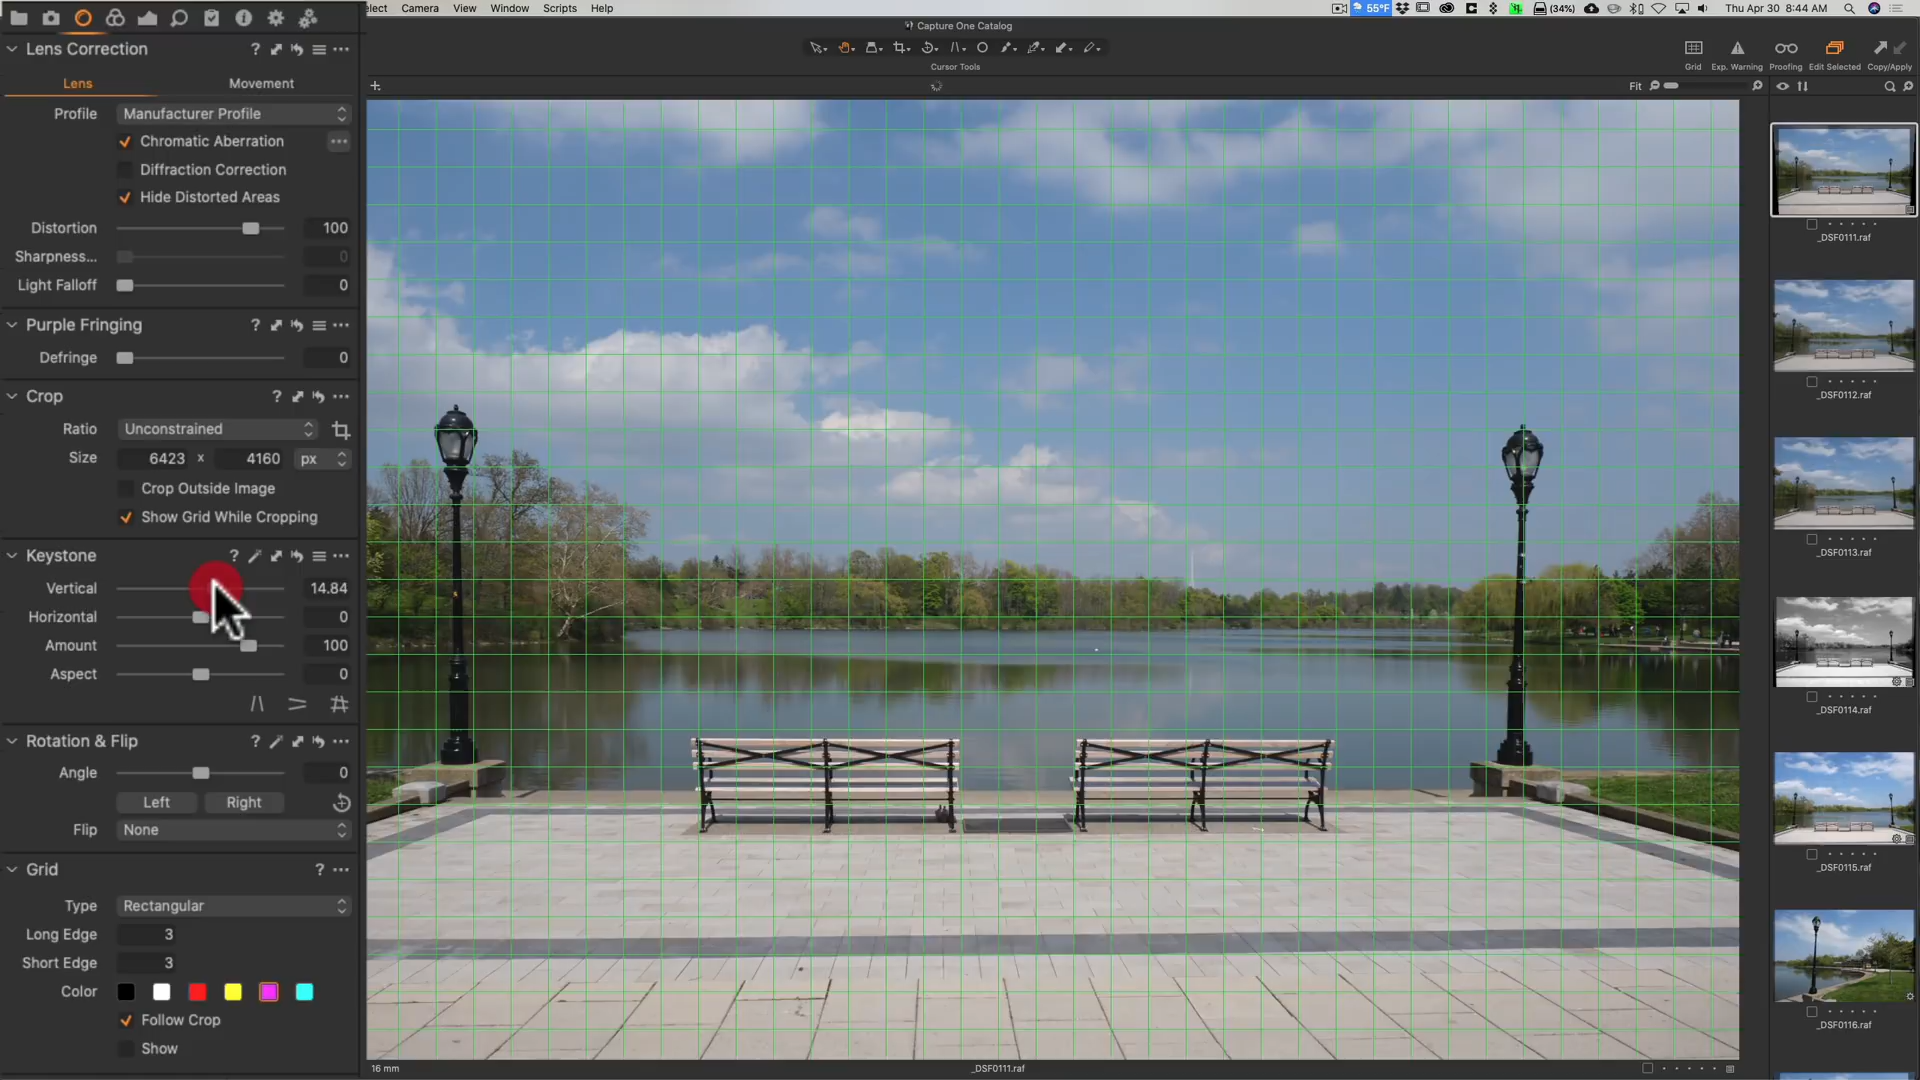 elect Camera View Window Scripts Help
55°F (34%) Thu Apr 30 8:44 AM
Capture One Catalog
Cursor Tools
Grid Exp. Warning Proofing Edit Selected Copy/Apply
Fit
Lens Correction ? ...
Lens Movement
Profile Manufacturer Profile
Chromatic Aberration ...
Diffraction Correction
Hide Distorted Areas
Distortion 100
Sharpness... 0
Light Falloff 0
Purple Fringing ? ...
Defringe 0
Crop ? ...
Ratio Unconstrained
Size 6423 x 4160 px
Crop Outside Image
Show Grid While Cropping
Keystone ? ...
Vertical 14.84
Horizontal 0
Amount 100
Aspect 0
Rotation & Flip ? ...
Angle 0
Left Right
Flip None
Grid ? ...
Type Rectangular
Long Edge 3
Short Edge 3
Color
Follow Crop
Show
16 mm
_DSF0111.raf
_DSF0111.raf
_DSF0112.raf
_DSF0113.raf
_DSF0114.raf
_DSF0115.raf
_DSF0116.raf